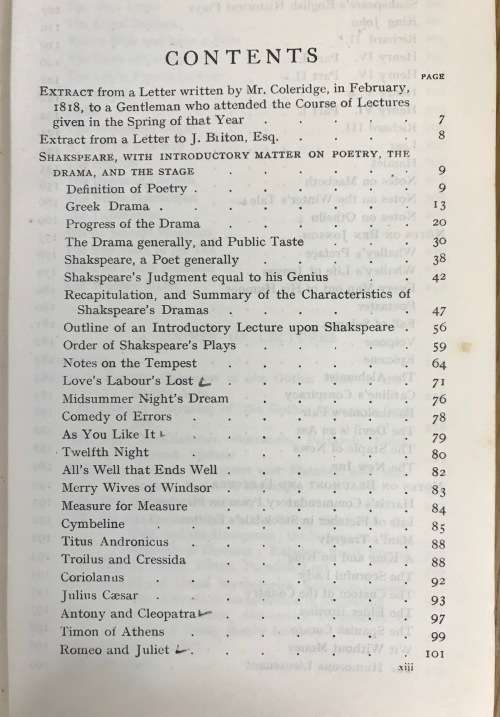 CONTENTS
PAGE
EXTRACT from a Letter written by Mr. Coleridge, in February,
1818, to a Gentleman who attended the Course of Lectures
given in the Spring of that Year . . . . . 7
Extract from a Letter to J. Britton, Esq. . . . . 8
SHAKSPEARE, WITH INTRODUCTORY MATTER ON POETRY, THE
DRAMA, AND THE STAGE . . . . . . 9
Definition of Poetry . . . . . . . 9
Greek Drama . . . . . . . . 13
Progress of the Drama . . . . . . 20
The Drama generally, and Public Taste . . . 30
Shakspeare, a Poet generally . . . . . 38
Shakspeare's Judgment equal to his Genius . . . 42
Recapitulation, and Summary of the Characteristics of
Shakspeare's Dramas . . . . . . 47
Outline of an Introductory Lecture upon Shakspeare 56
Order of Shakspeare's Plays . . . . . 59
Notes on the Tempest . . . . . . 64
Love's Labour's Lost . . . . . . 71
Midsummer Night's Dream . . . . . 76
Comedy of Errors . . . . . . . 78
As You Like It . . . . . . . 79
Twelfth Night . . . . . . . 80
All's Well that Ends Well . . . . . . 82
Merry Wives of Windsor . . . . . . 83
Measure for Measure . . . . . . 84
Cymbeline . . . . . . . . 85
Titus Andronicus . . . . . . . 88
Troilus and Cressida . . . . . . 88
Coriolanus . . . . . . . . 92
Julius Cæsar . . . . . . . . 93
Antony and Cleopatra . . . . . . 97
Timon of Athens . . . . . . . 99
Romeo and Juliet . . . . . . . 101
xiij